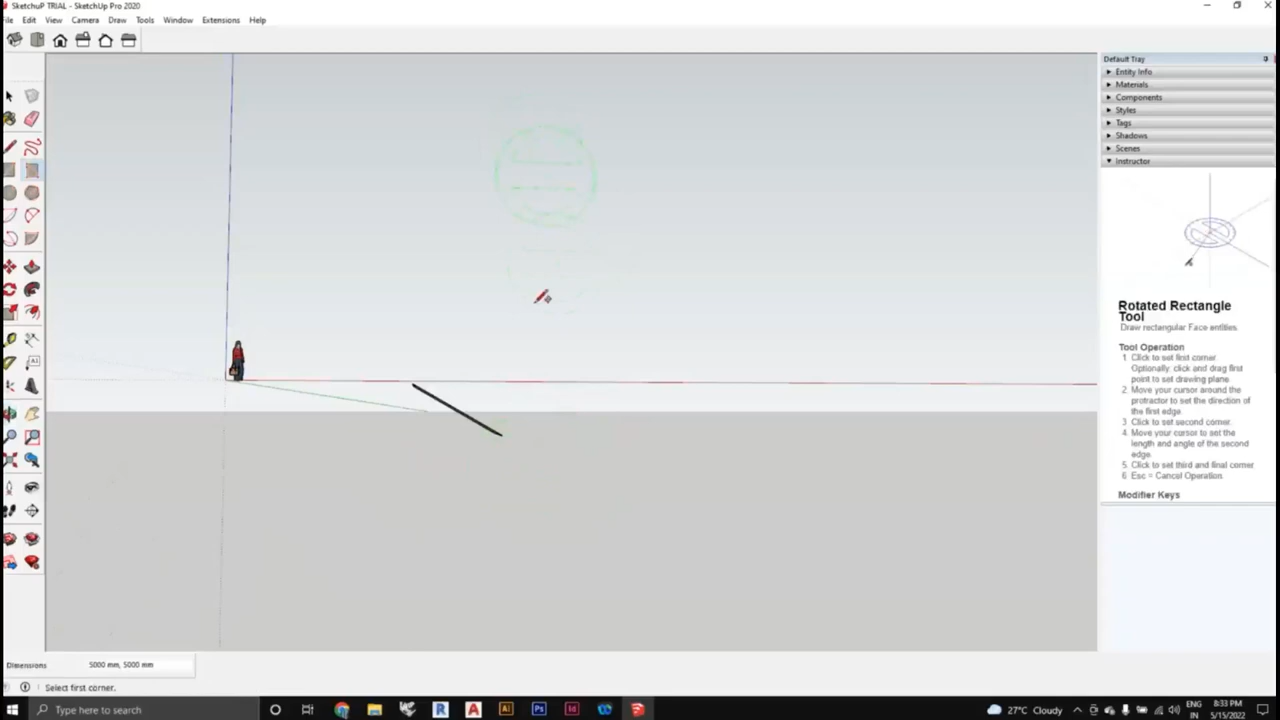 SketchuP TRIAL - SketchUp Pro 2020
File Edit View Camera Draw Tools Window Extensions Help
Default Tray
Entity Info
Materials
Components
Styles
Tags
Shadows
Scenes
Instructor
Rotated Rectangle
Tool
Draw rectangular Face entities.
Tool Operation
1 Click to set first corner.
Optionally: click and drag first
point to set drawing plane
2 Move your cursor around the
protractor to set the direction of
the first edge
3 Click to set second corner.
4 Move your cursor to set the
length and angle of the second
edge.
5 Click to set third and final corner
6 Esc = Cancel Operation.
Modifier Keys
Dimensions 5000 mm, 5000 mm
Select first corner.
Type here to search
R A Ai Ps Id
27°C Cloudy
ENG
IN
8:33 PM
5/15/2022